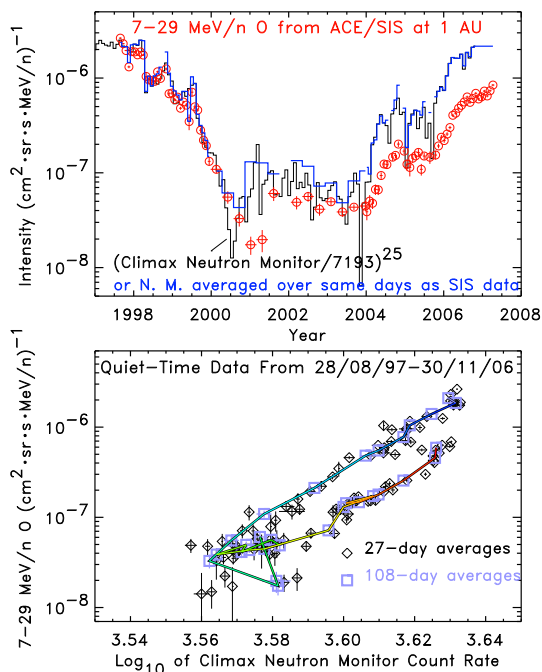 7-29 MeV/n O from ACE/SIS at 1 AU
Intensity (cm²·sr·s·MeV/n)⁻¹
10⁻⁶
10⁻⁷
10⁻⁸
(Climax Neutron Monitor/7193)²⁵
or N. M. averaged over same days as SIS data
1998 2000 2002 2004 2006 2008
Year
Quiet-Time Data From 28/08/97-30/11/06
7-29 MeV/n O (cm²·sr·s·MeV/n)⁻¹
10⁻⁶
10⁻⁷
10⁻⁸
27-day averages
108-day averages
3.54 3.56 3.58 3.60 3.62 3.64
Log₁₀ of Climax Neutron Monitor Count Rate